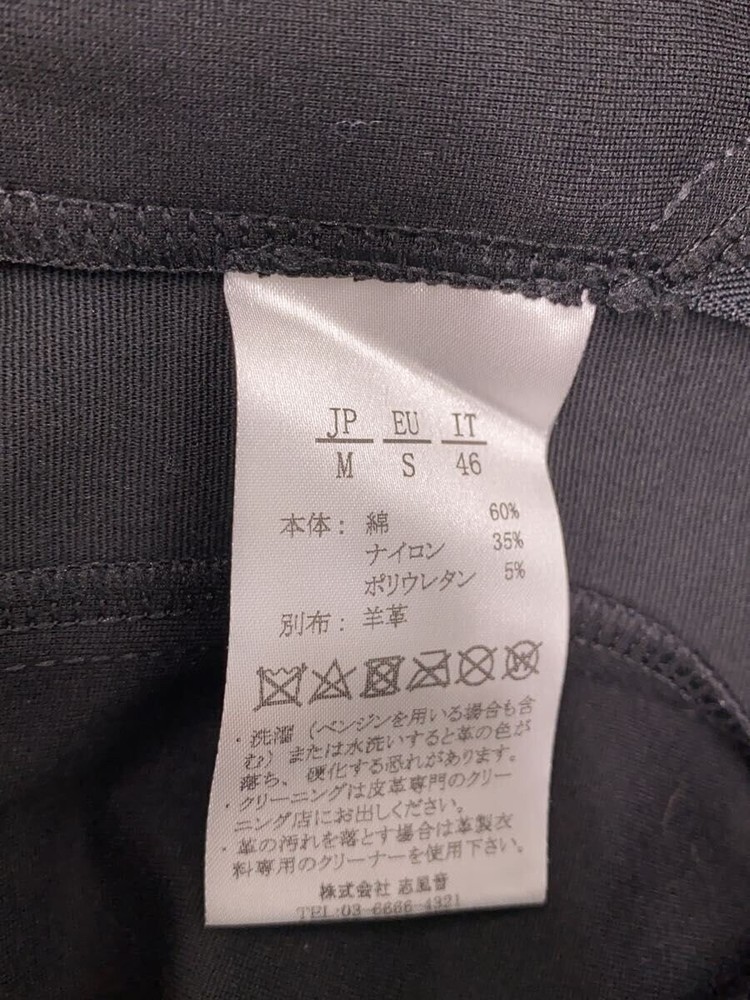 JP EU IT
M S 46
本体： 綿 60%
ナイロン 35%
ポリウレタン 5%
別布： 羊革
・洗濯（ベンジンを用いる場合も含
む）または水洗いすると革の色が
落ち、硬化する恐れがあります。
・クリーニングは皮革専門のクリー
ニング店にお出しください。
・革の汚れを落とす場合は革製衣
料専用のクリーナーを使用下さい。
株式会社 志風音
TEL:03-6666-4321